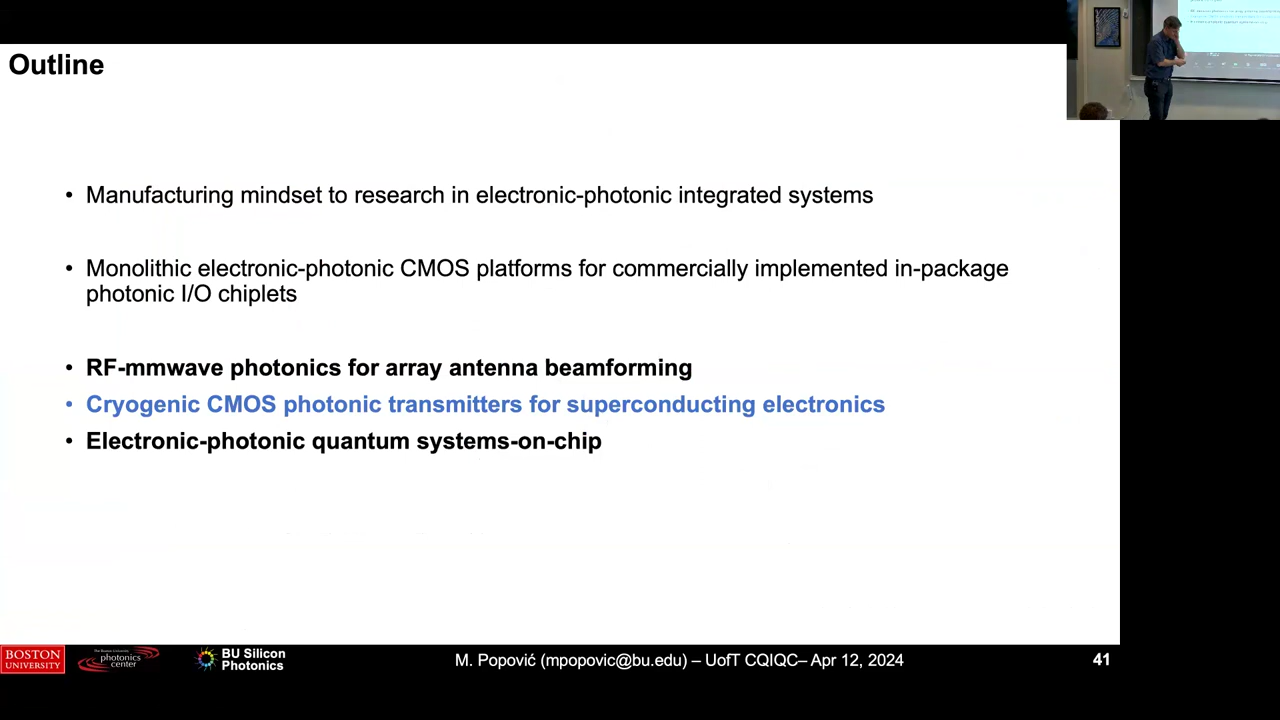 Outline
• Manufacturing mindset to research in electronic-photonic integrated systems
• Monolithic electronic-photonic CMOS platforms for commercially implemented in-package
photonic I/O chiplets
• RF-mmwave photonics for array antenna beamforming
• Cryogenic CMOS photonic transmitters for superconducting electronics
• Electronic-photonic quantum systems-on-chip
BOSTON
UNIVERSITY
photonics
center
BU Silicon
Photonics
M. Popović (mpopovic@bu.edu) – UofT CQIQC– Apr 12, 2024
41